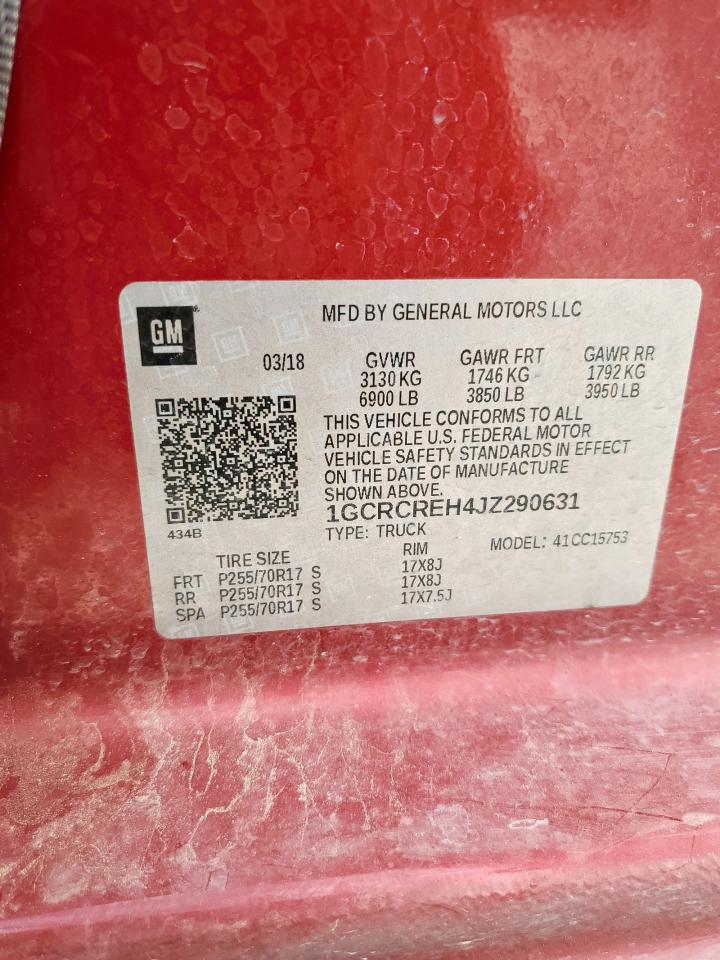 GM
MFD BY GENERAL MOTORS LLC
03/18
GVWR GAWR FRT GAWR RR
3130 KG 1746 KG 1792 KG
6900 LB 3850 LB 3950 LB
THIS VEHICLE CONFORMS TO ALL
APPLICABLE U.S. FEDERAL MOTOR
VEHICLE SAFETY STANDARDS IN EFFECT
ON THE DATE OF MANUFACTURE
SHOWN ABOVE.
1GCRCREH4JZ290631
434B
TYPE: TRUCK
MODEL: 41CC15753
TIRE SIZE RIM
FRT P255/70R17 S 17X8J
RR P255/70R17 S 17X8J
SPA P255/70R17 S 17X7.5J